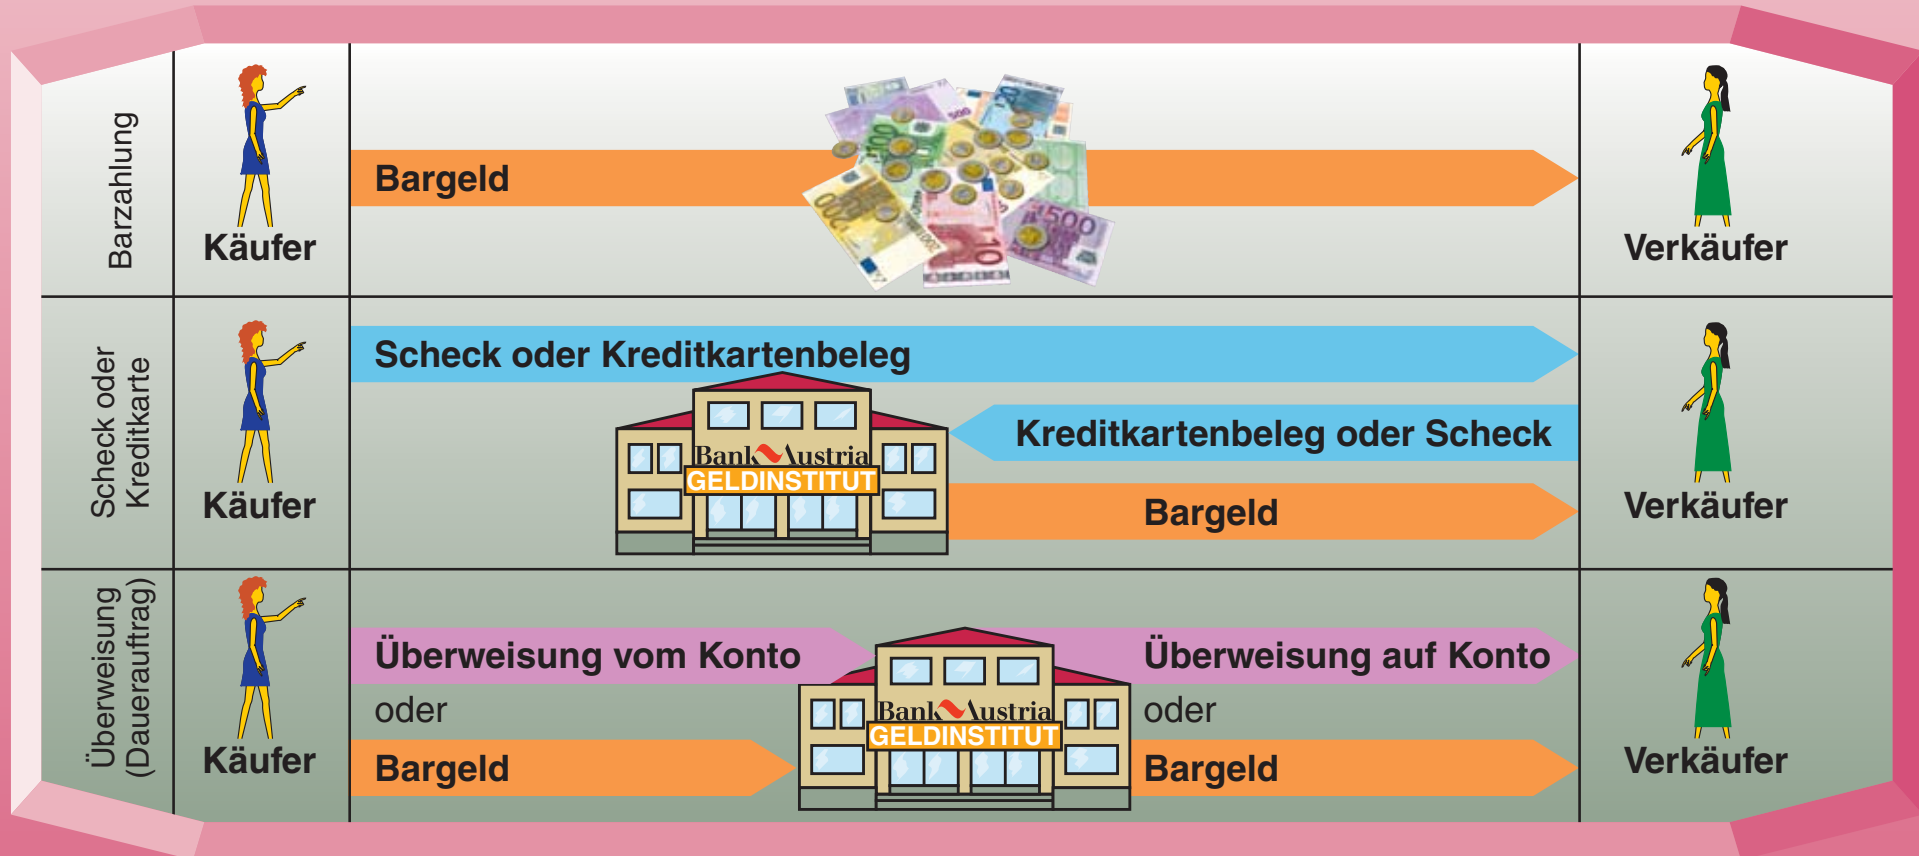 Barzahlung
Käufer
Bargeld
Verkäufer
Scheck oder
Kreditkarte
Käufer
Scheck oder Kreditkartenbeleg
Kreditkartenbeleg oder Scheck
Bank Austria
GELDINSTITUT
Bargeld
Verkäufer
Überweisung
(Dauerauftrag)
Käufer
Überweisung vom Konto
oder
Bargeld
Bank Austria
GELDINSTITUT
Überweisung auf Konto
oder
Bargeld
Verkäufer